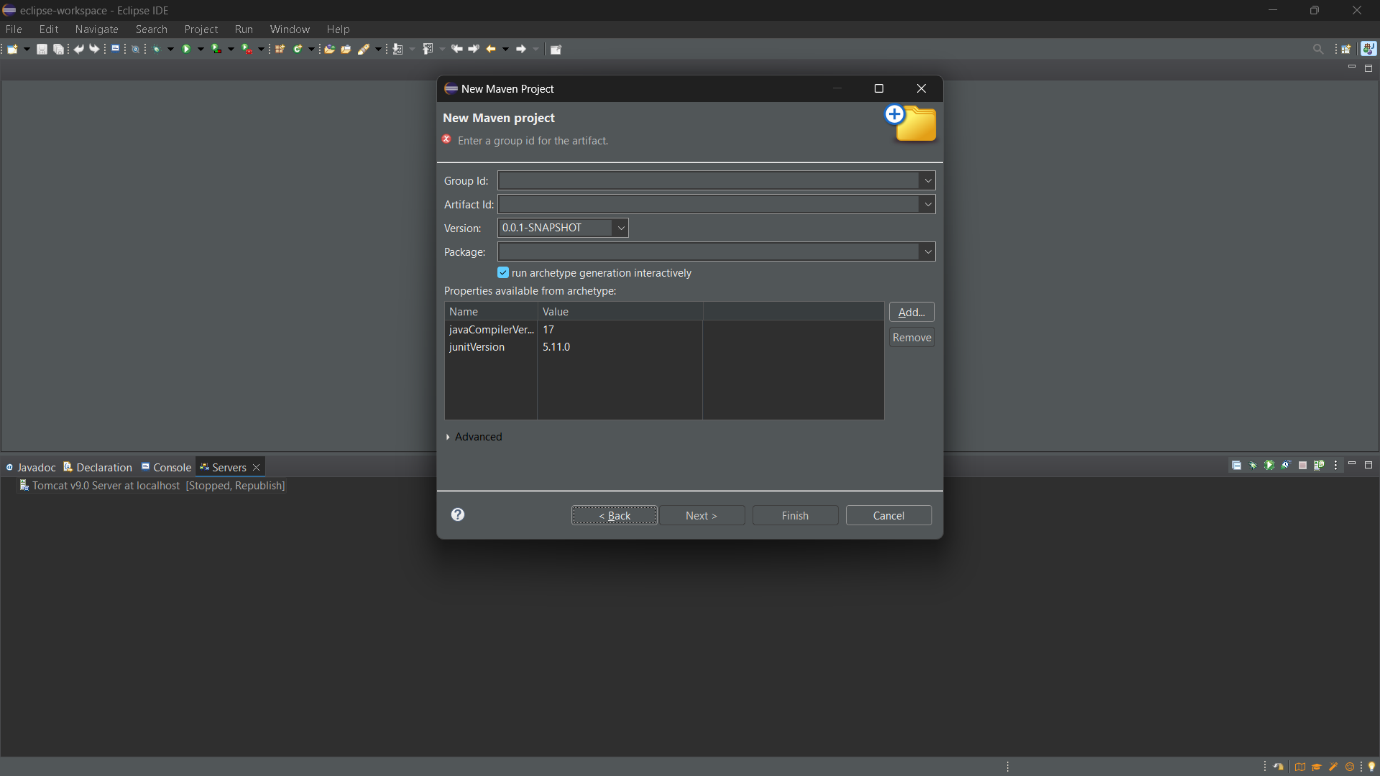 eclipse-workspace - Eclipse IDE
File Edit Navigate Search Project Run Window Help
New Maven Project
New Maven project
Enter a group id for the artifact.
Group Id:
Artifact Id:
Version: 0.0.1-SNAPSHOT
Package:
run archetype generation interactively
Properties available from archetype:
Name Value
Add...
javaCompilerVer... 17
Remove
junitVersion 5.11.0
Advanced
Javadoc Declaration Console Servers
Tomcat v9.0 Server at localhost [Stopped, Republish]
< Back Next > Finish Cancel